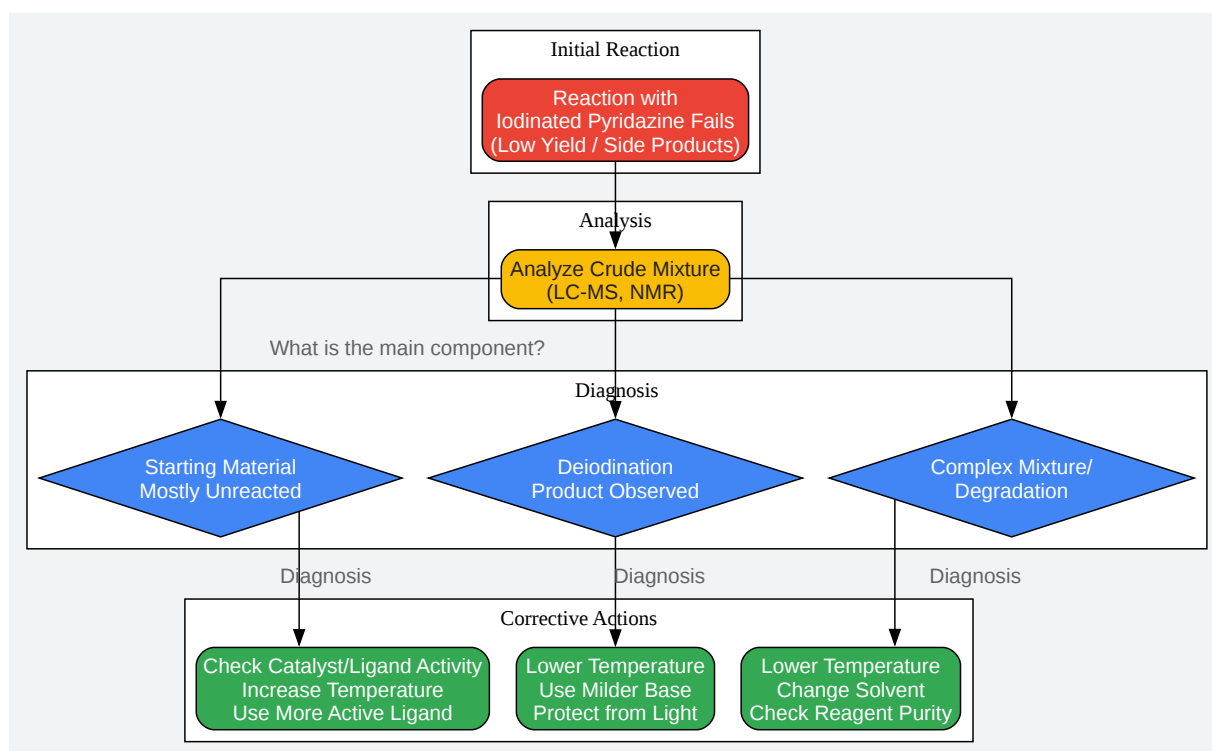 Initial Reaction
Reaction with
Iodinated Pyridazine Fails
(Low Yield / Side Products)
Analysis
Analyze Crude Mixture
(LC-MS, NMR)
What is the main component?
Diagnosis
Starting Material
Mostly Unreacted
Deiodination
Product Observed
Complex Mixture/
Degradation
Diagnosis
Diagnosis
Diagnosis
Corrective Actions
Check Catalyst/Ligand Activity
Increase Temperature
Use More Active Ligand
Lower Temperature
Use Milder Base
Protect from Light
Lower Temperature
Change Solvent
Check Reagent Purity